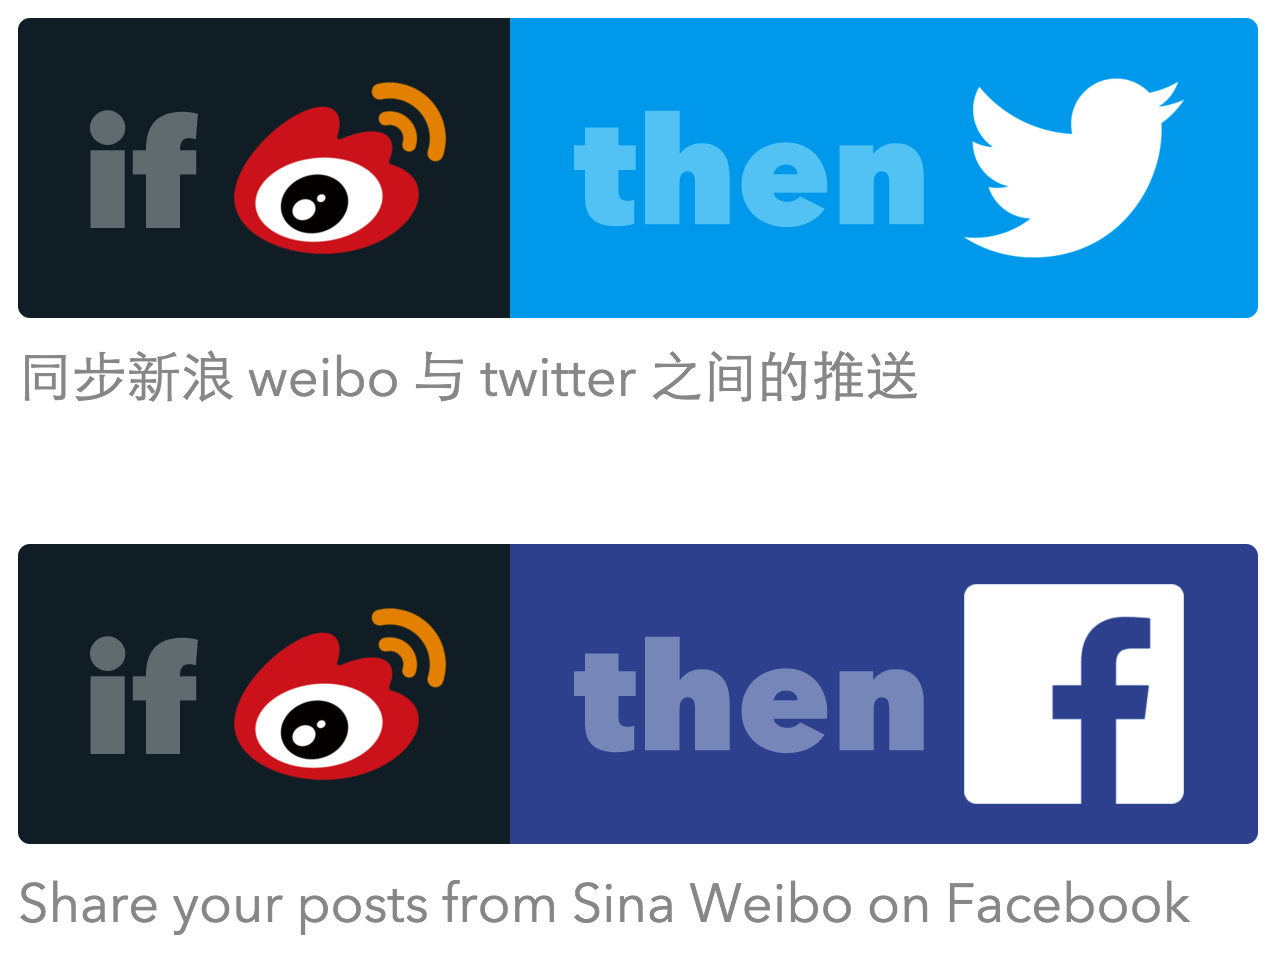 if then
同步新浪 weibo 与 twitter 之间的推送
if then
Share your posts from Sina Weibo on Facebook